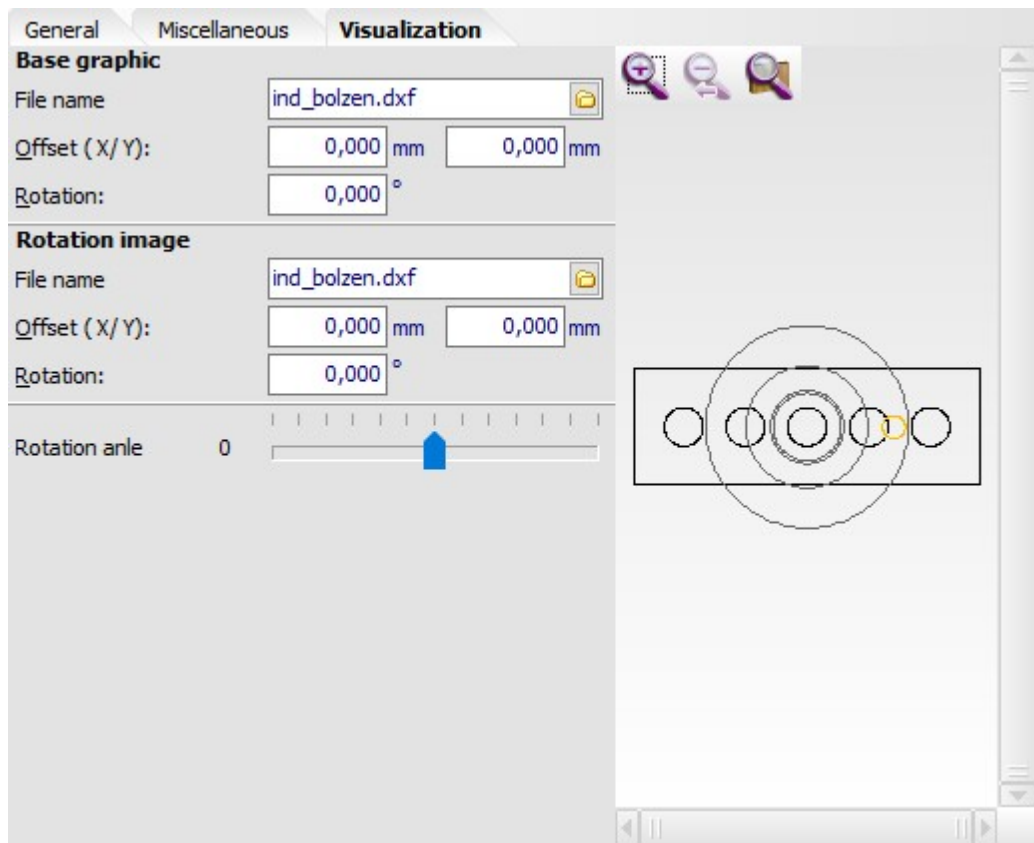 General Miscellaneous Visualization
Base graphic
File name ind_bolzen.dxf
Offset (X/Y): 0,000 mm 0,000 mm
Rotation: 0,000 °
Rotation image
File name ind_bolzen.dxf
Offset (X/Y): 0,000 mm 0,000 mm
Rotation: 0,000 °
Rotation anle 0